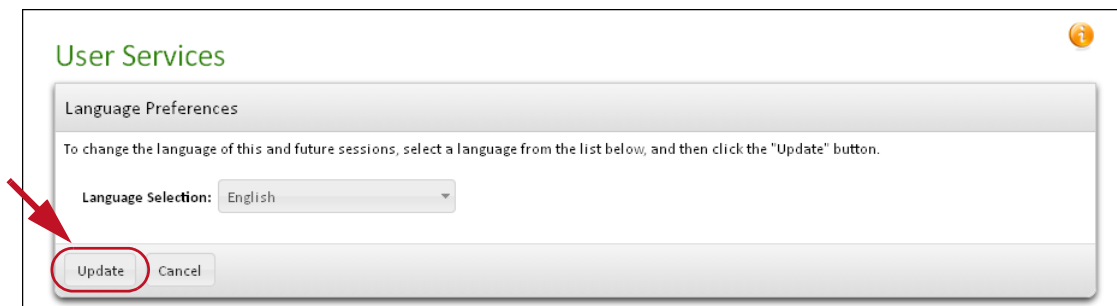 User Services
Language Preferences
To change the language of this and future sessions, select a language from the list below, and then click the "Update" button.
Language Selection: English
Update Cancel